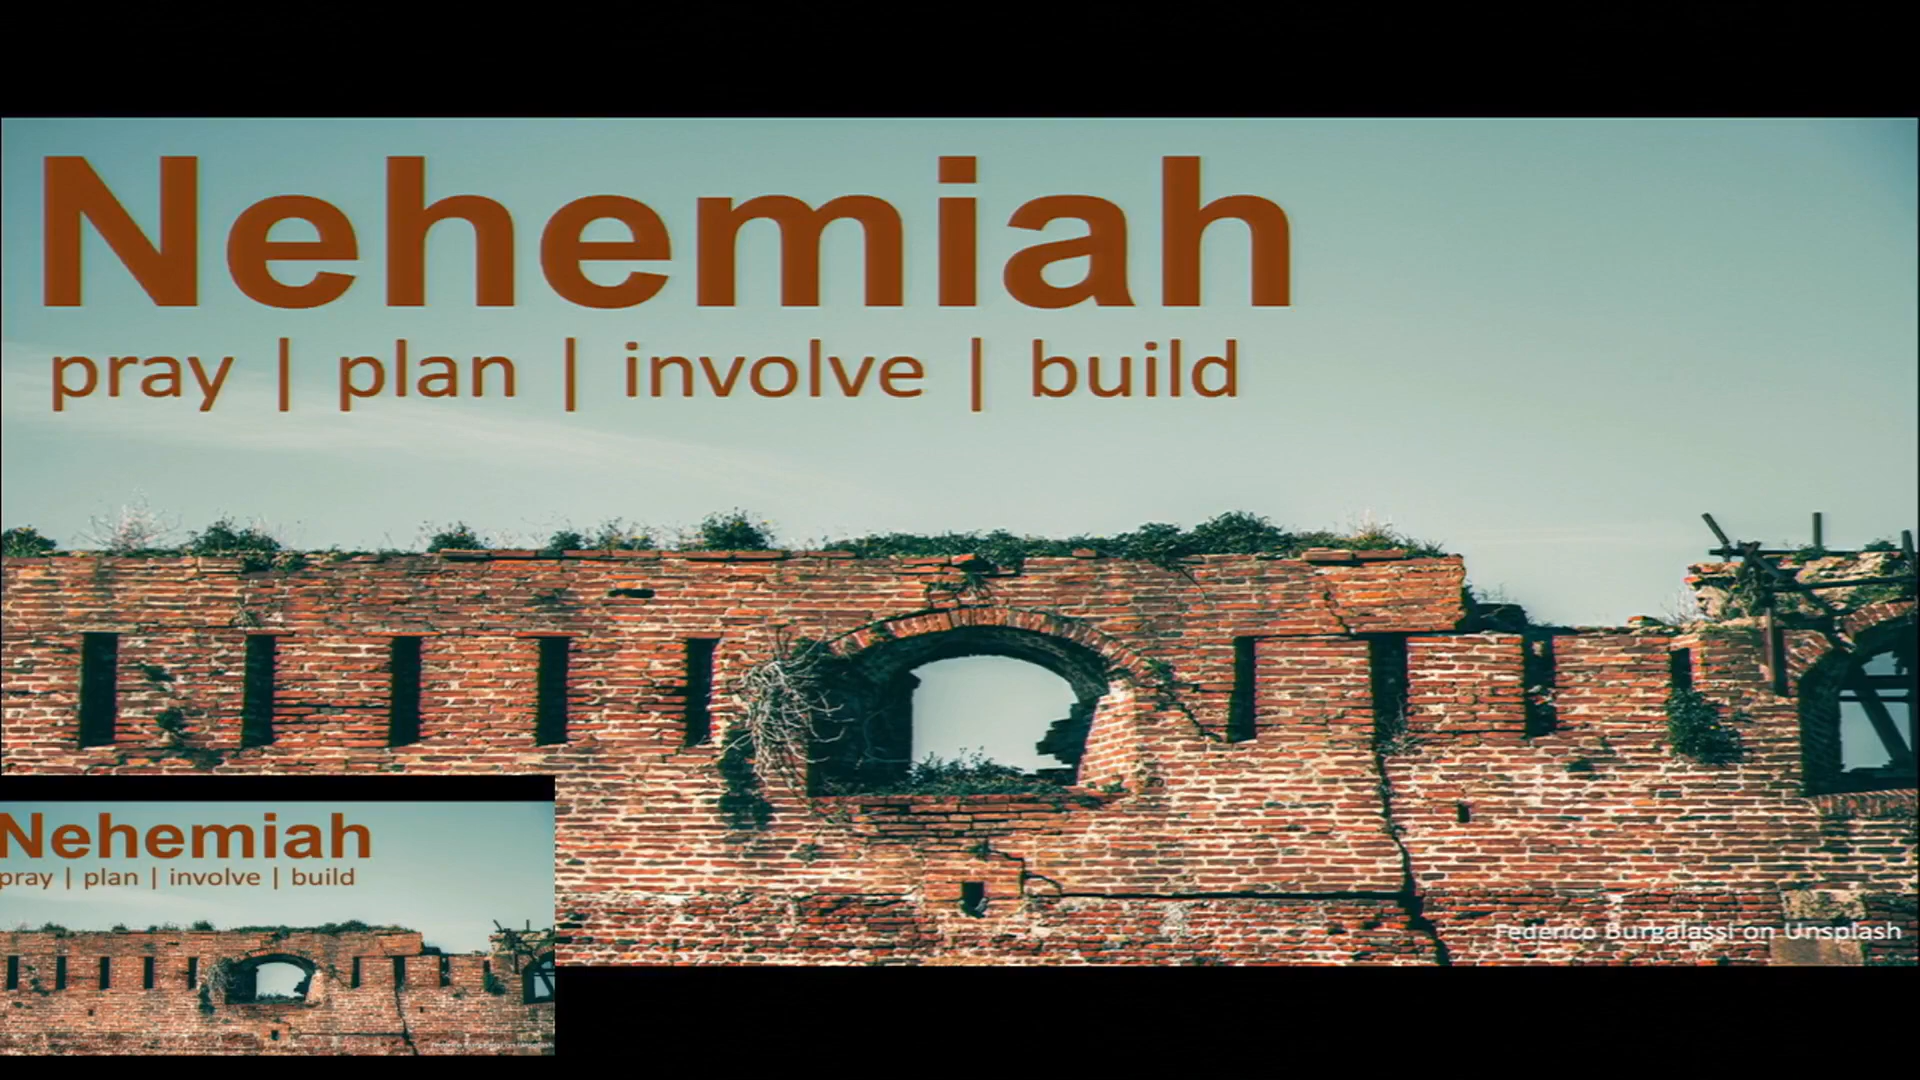 Nehemiah
pray | plan | involve | build
Federico Burgalassi on Unsplash
Nehemiah
pray | plan | involve | build